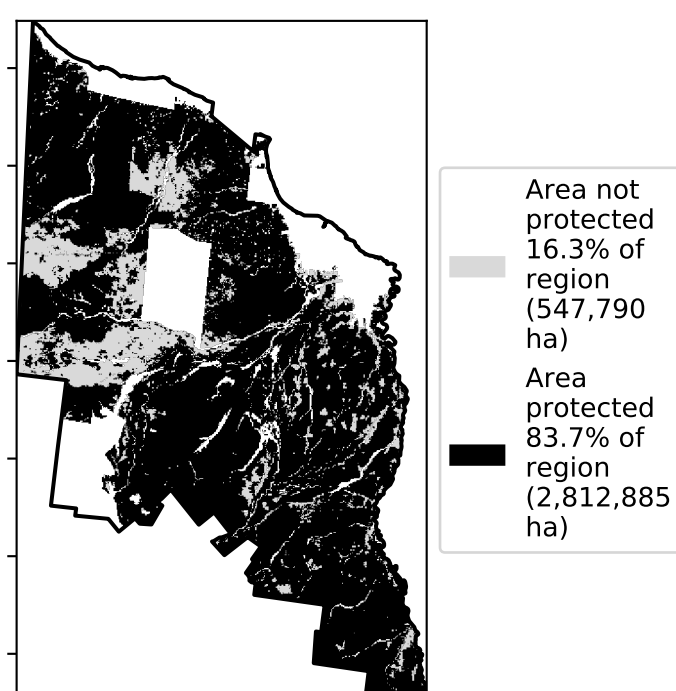 Area not
protected
16.3% of
region
(547,790
ha)
Area
protected
83.7% of
region
(2,812,885
ha)